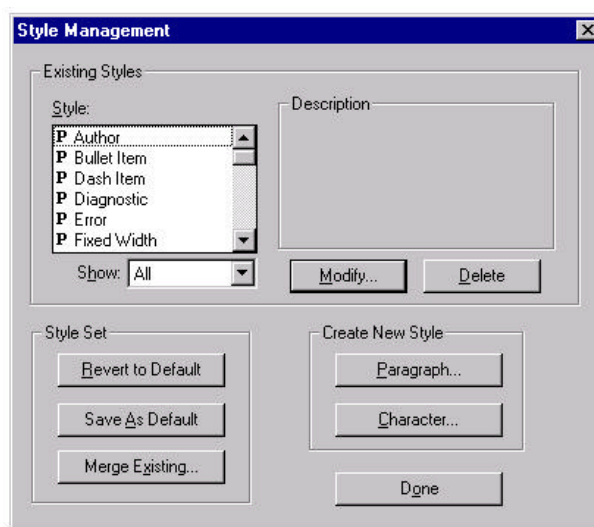 Style Management
Existing Styles
Style:
P Author
P Bullet Item
P Dash Item
P Diagnostic
P Error
P Fixed Width
Show: All
Description
Modify... Delete
Style Set
Revert to Default
Save As Default
Merge Existing...
Create New Style
Paragraph...
Character...
Done